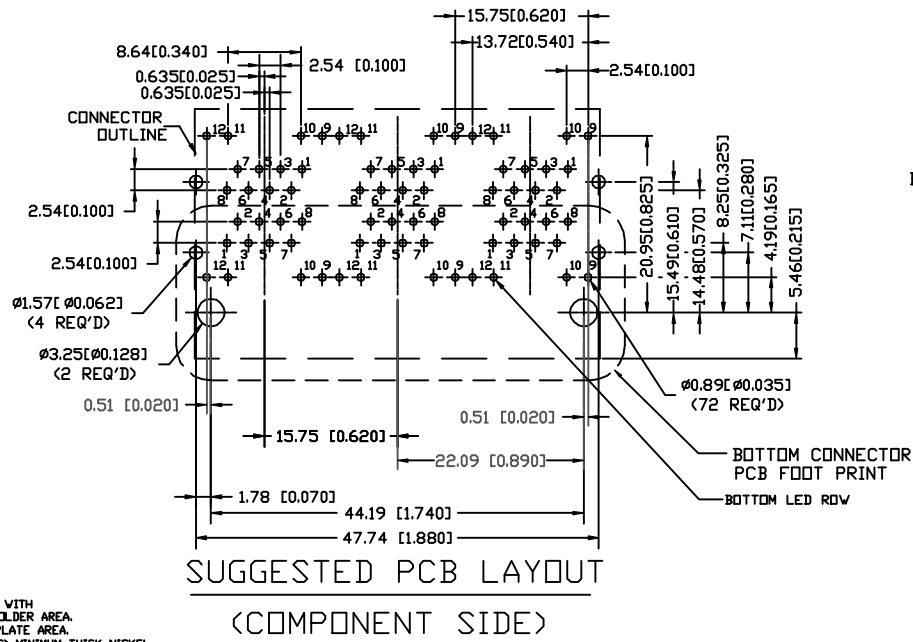 15.75[0.620]
13.72[0.540]
8.64[0.340]
2.54 [0.100]
0.635[0.025]
2.54[0.100]
0.635[0.025]
CONNECTOR
OUTLINE
12 11 10 9 12 11 10 9 12 11 10 9
7 5 3 1 7 5 3 1 7 5 3 1
8 6 4 2 8 6 4 2 8 6 4 2
2.54[0.100]
2 4 6 8 2 4 6 8 2 4 6 8
1 3 5 7 1 3 5 7 1 3 5 7
2.54[0.100]
12 11 10 9 12 11 10 9 12 11 10 9
20.95[0.825]
15.49[0.610]
14.48[0.570]
8.25[0.325]
7.11[0.280]
4.19[0.165]
5.46[0.215]
ø1.57[ø0.062]
(4 REQ'D)
ø3.25[ø0.128]
(2 REQ'D)
ø0.89[ø0.035]
(72 REQ'D)
0.51 [0.020]
0.51 [0.020]
15.75 [0.620]
22.09 [0.890]
BOTTOM CONNECTOR
PCB FOOT PRINT
BOTTOM LED ROW
1.78 [0.070]
44.19 [1.740]
47.74 [1.880]
SUGGESTED PCB LAYOUT
(COMPONENT SIDE)
WITH
OLDER AREA.
PLATE AREA.
MINIMUM THICK NICKEL